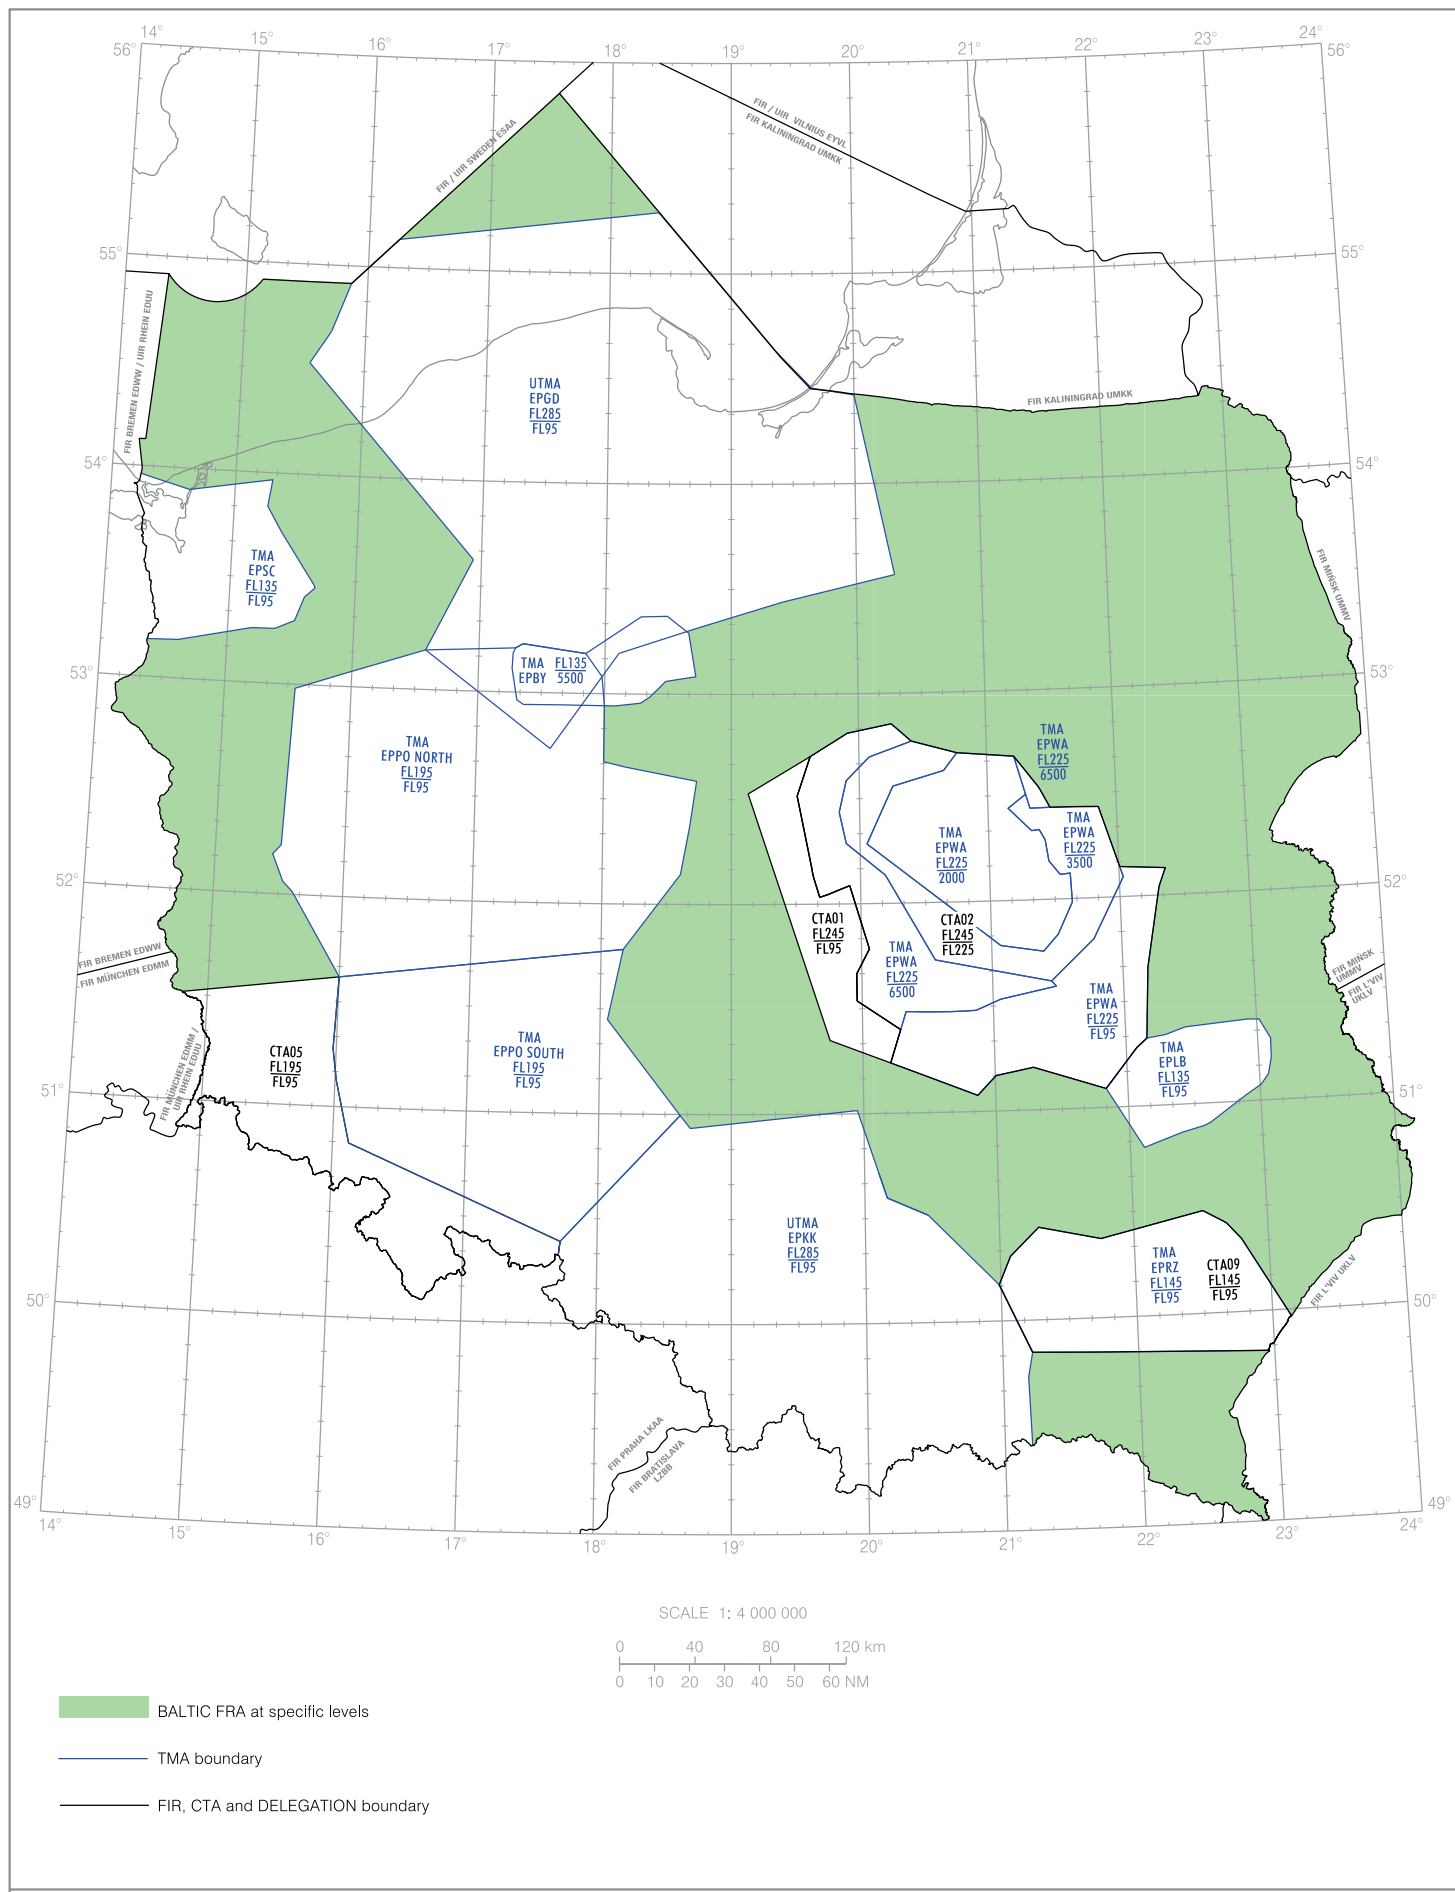 14°
15°
16°
17°
18°
19°
20°
21°
22°
23°
24°
56°
56°
FIR / UIR VILNIUS EYVL
FIR KALININGRAD UMKK
FIR / UIR SWEDEN ESAA
55°
55°
FIR BREMEN EDWW / UIR RHEIN EDUU
UTMA
EPGD
FL285
FL95
FIR KALININGRAD UMKK
54°
54°
TMA
EPSC
FL135
FL95
FIR MIŃSK UMMV
53°
53°
TMA
EPBY
FL135
5500
TMA
EPPO NORTH
FL195
FL95
TMA
EPWA
FL225
6500
TMA
EPWA
FL225
3500
TMA
EPWA
FL225
2000
52°
52°
CTA01
FL245
FL95
CTA02
FL245
FL225
TMA
EPWA
FL225
6500
FIR BREMEN EDWW
FIR MÜNCHEN EDMM
FIR MIŃSK
UMMV
FIR L'VIV
UKLV
TMA
EPWA
FL225
FL95
TMA
EPPO SOUTH
FL195
FL95
CTA05
FL195
FL95
FIR MÜNCHEN EDMM /
UIR RHEIN EDUU
TMA
EPLB
FL135
FL95
51°
51°
UTMA
EPKK
FL285
FL95
TMA
EPRZ
FL145
FL95
CTA09
FL145
FL95
FIR L'VIV UKLV
50°
50°
FIR PRAHA LKAA
FIR BRATISLAVA
LZBB
49°
49°
14°
15°
16°
17°
18°
19°
20°
21°
22°
23°
24°
SCALE 1: 4 000 000
0 40 80 120 km
0 10 20 30 40 50 60 NM
BALTIC FRA at specific levels
TMA boundary
FIR, CTA and DELEGATION boundary